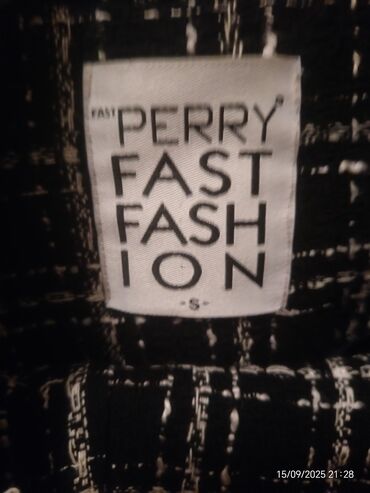 FAST PERRY®
FAST
FASH
ION
-S-
15/09/2025 21:28